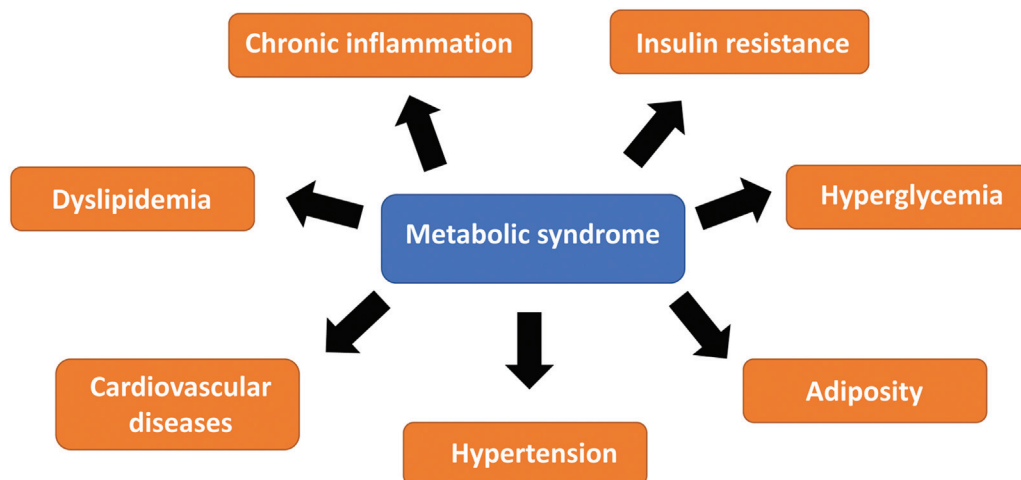 Chronic inflammation
Insulin resistance
Dyslipidemia
Hyperglycemia
Metabolic syndrome
Cardiovascular
diseases
Adiposity
Hypertension